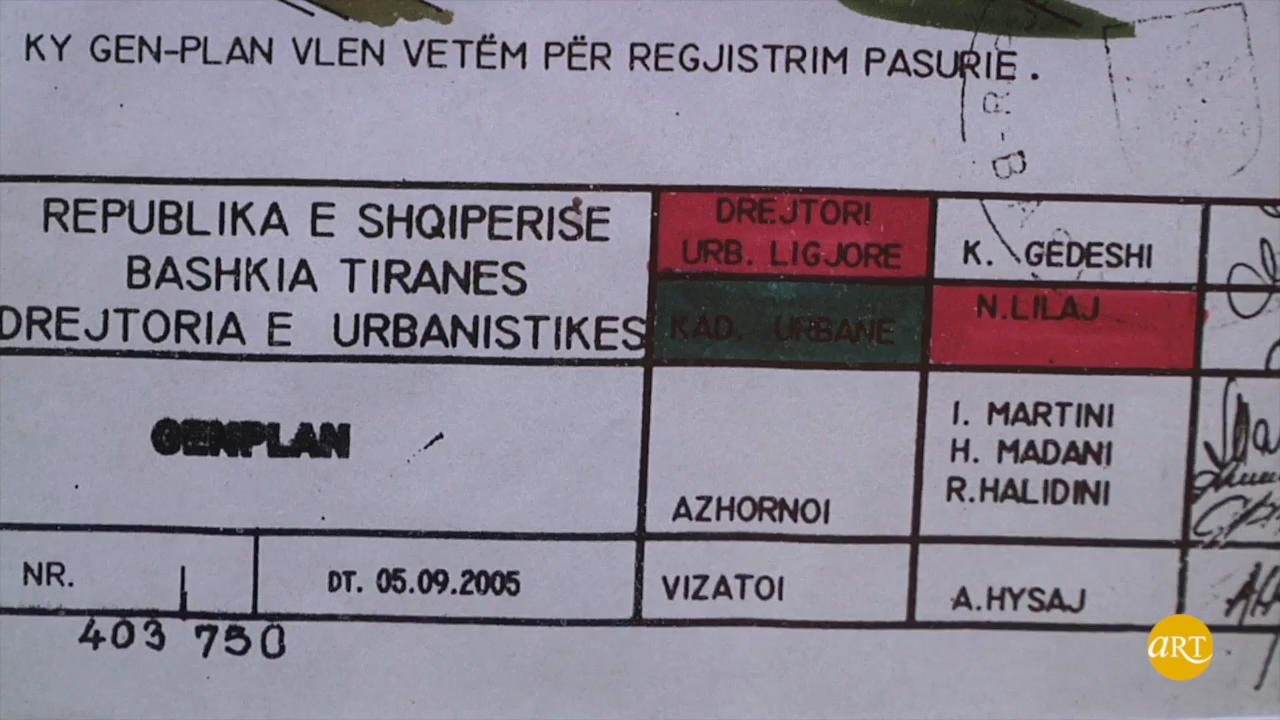 KY GEN-PLAN VLEN VETËM PËR REGJISTRIM PASURIE.
B-R
REPUBLIKA E SHQIPERISE
BASHKIA TIRANES
DREJTORIA E URBANISTIKES
DREJTORI
URB. LIGJORE
K. GEDESHI
KAD. URBANE
N.LILAJ
GENPLAN
AZHORNOI
I. MARTINI
H. MADANI
R.HALIDINI
NR.
DT. 05.09.2005
VIZATOI
A.HYSAJ
403 750
aRT